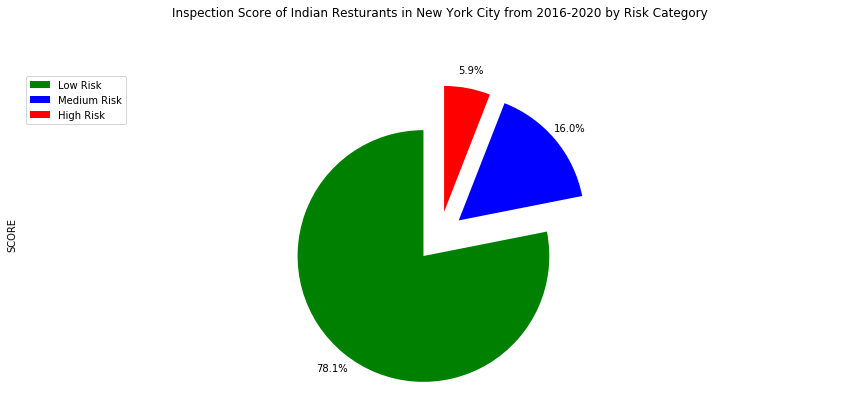 Inspection Score of Indian Resturants in New York City from 2016-2020 by Risk Category
Low Risk
Medium Risk
High Risk
5.9%
16.0%
SCORE
78.1%